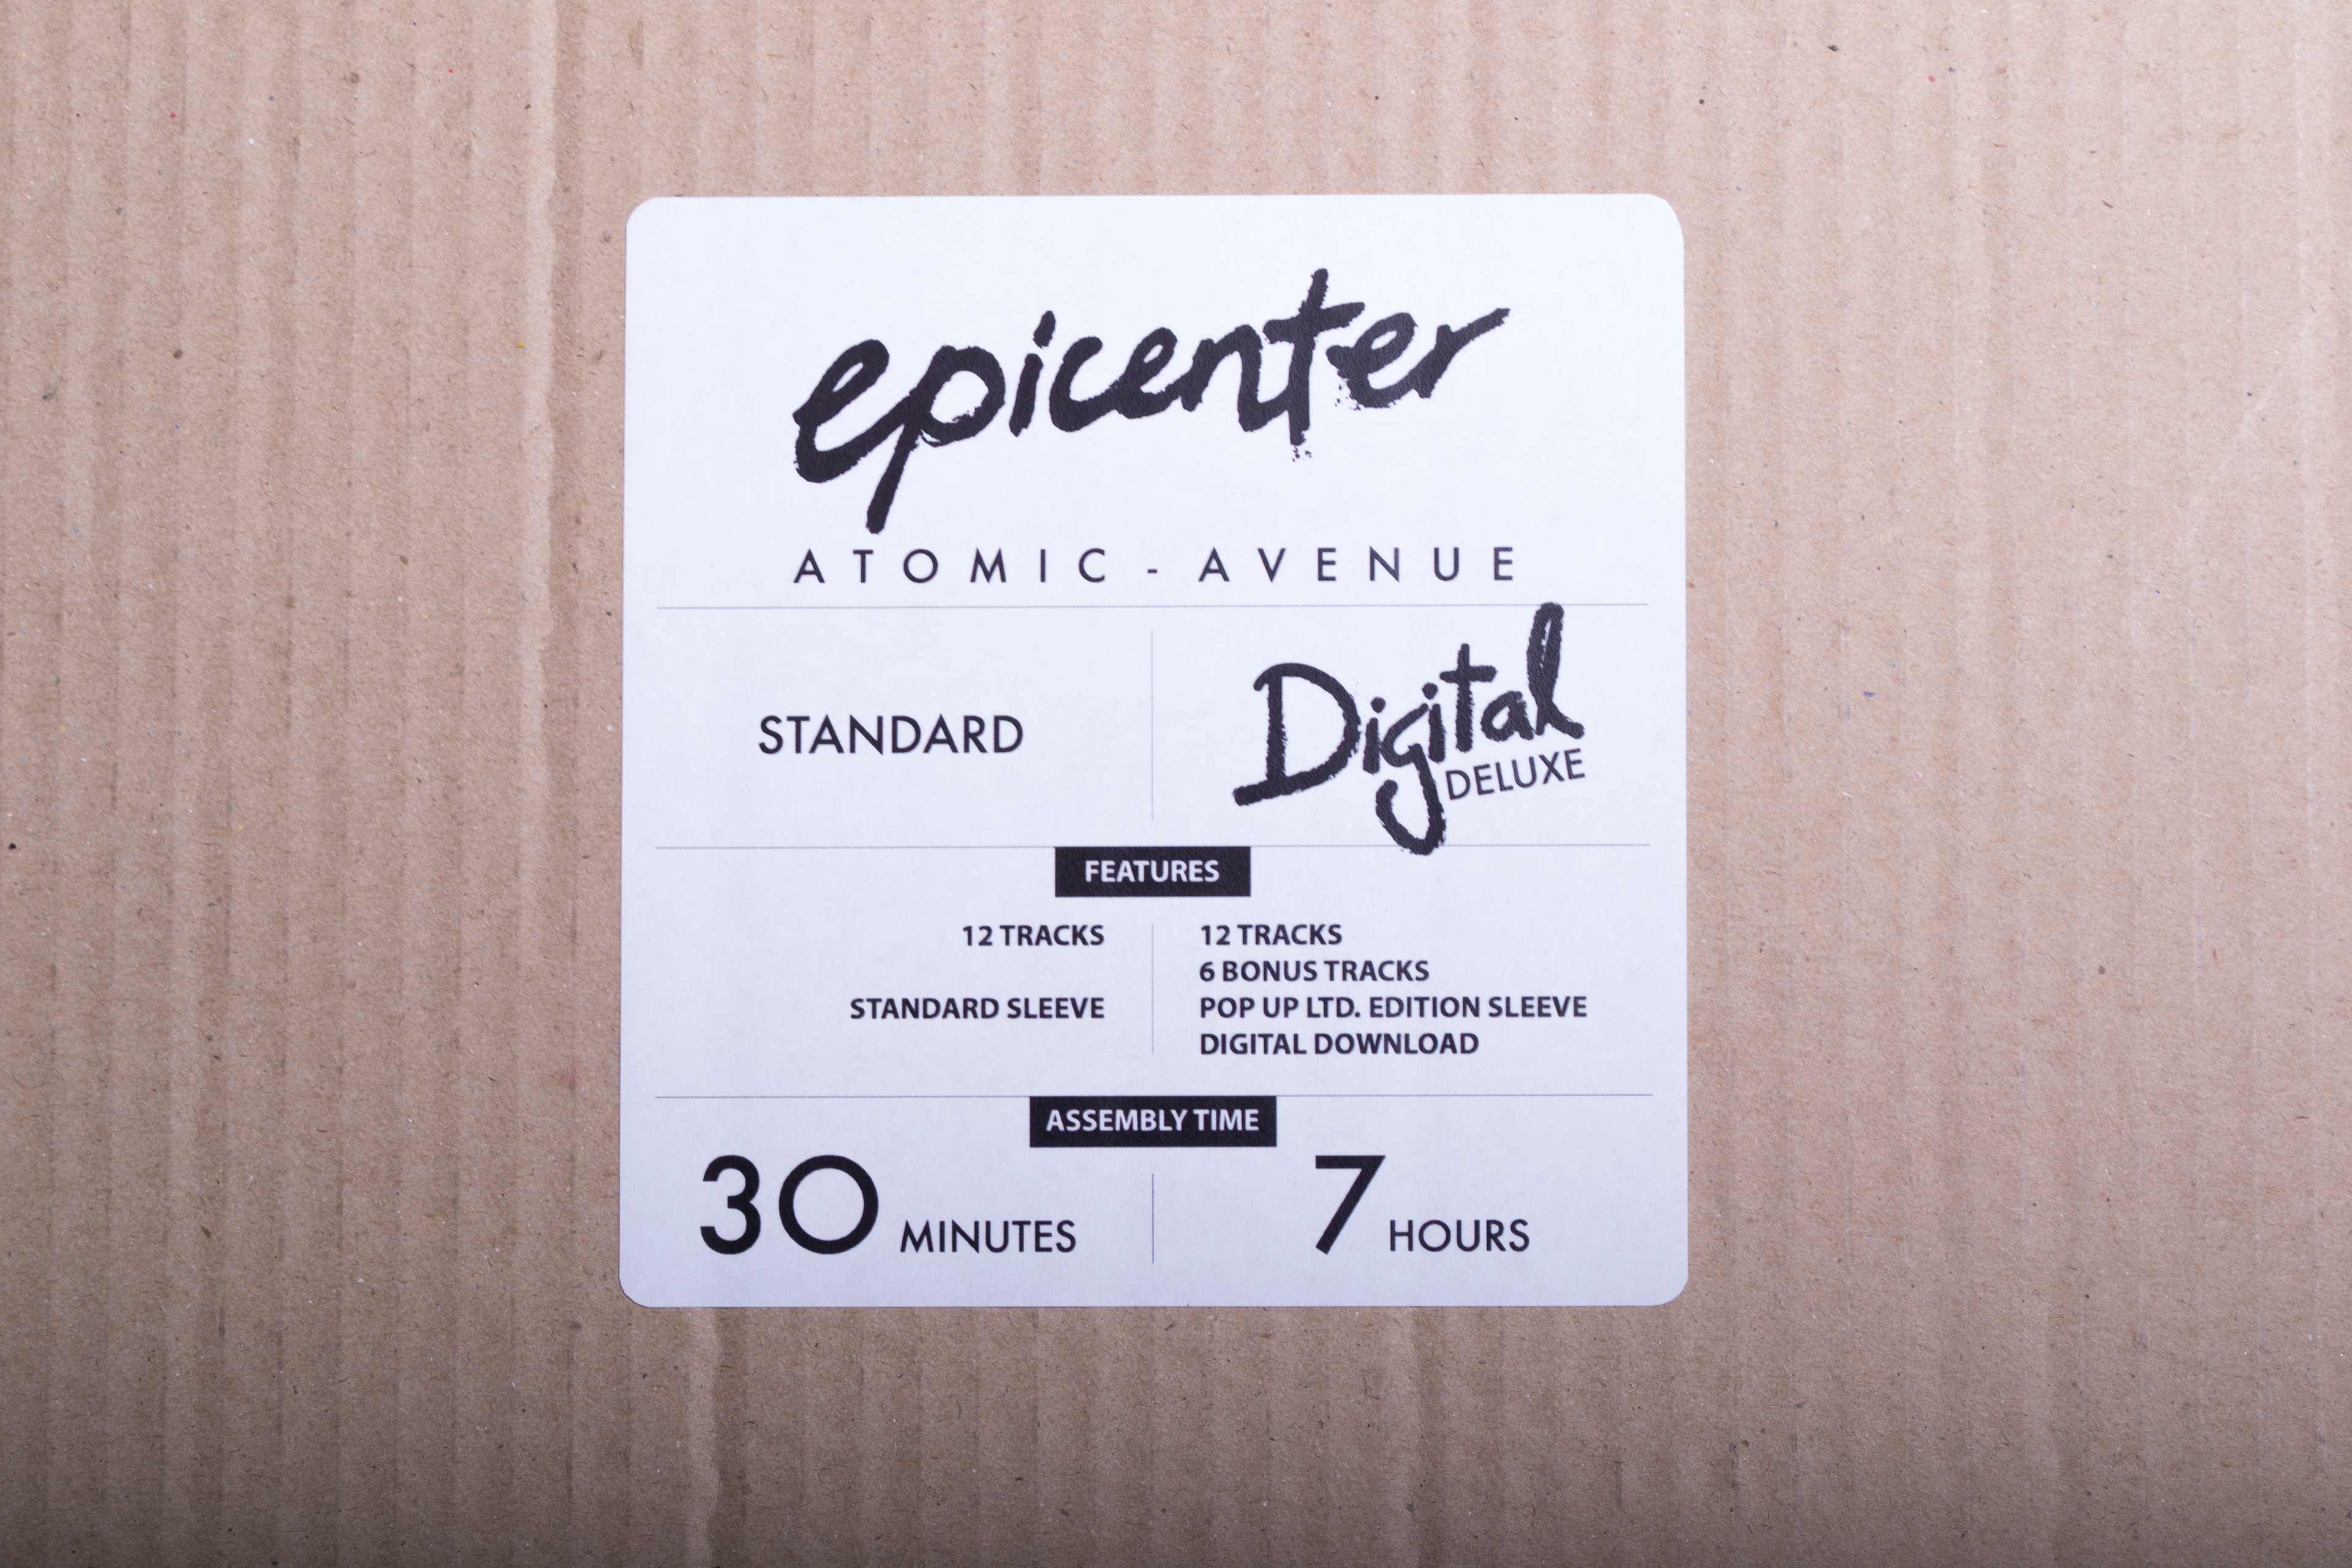 epicenter
ATOMIC - AVENUE
STANDARD
Digital
DELUXE
FEATURES
12 TRACKS
STANDARD SLEEVE
12 TRACKS
6 BONUS TRACKS
POP UP LTD. EDITION SLEEVE
DIGITAL DOWNLOAD
ASSEMBLY TIME
30 MINUTES
7 HOURS